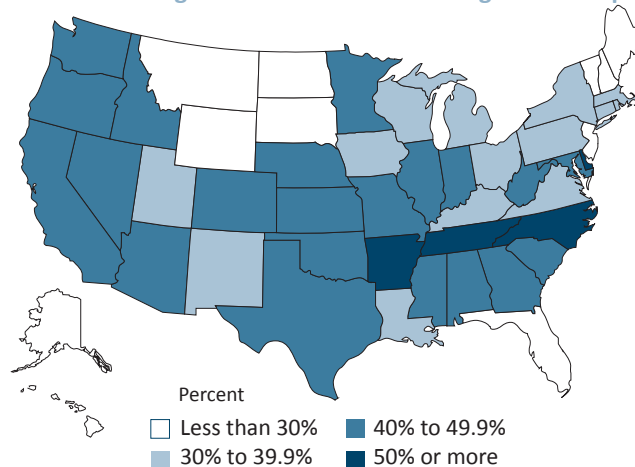 Percent
Less than 30%
40% to 49.9%
30% to 39.9%
50% or more